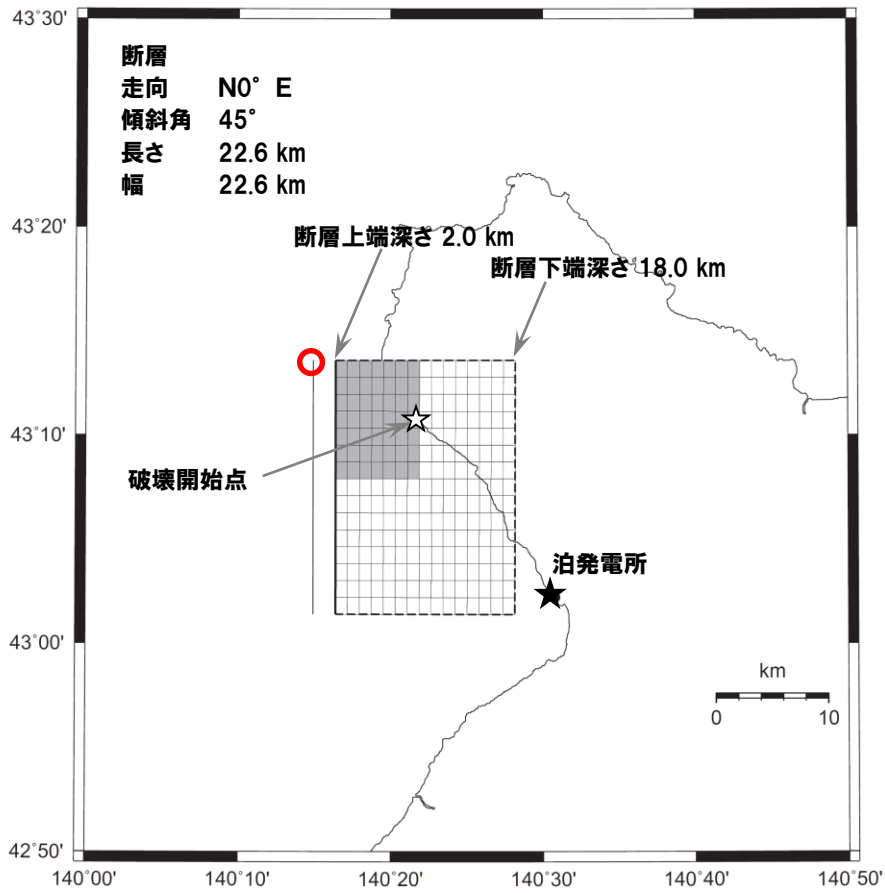 43°30'
断層
走向 N0° E
傾斜角 45°
長さ 22.6 km
幅 22.6 km
43°20'
断層上端深さ 2.0 km
断層下端深さ 18.0 km
43°10'
破壊開始点
泊発電所
43°00'
km
0 10
42°50'
140°00' 140°10' 140°20' 140°30' 140°40' 140°50'